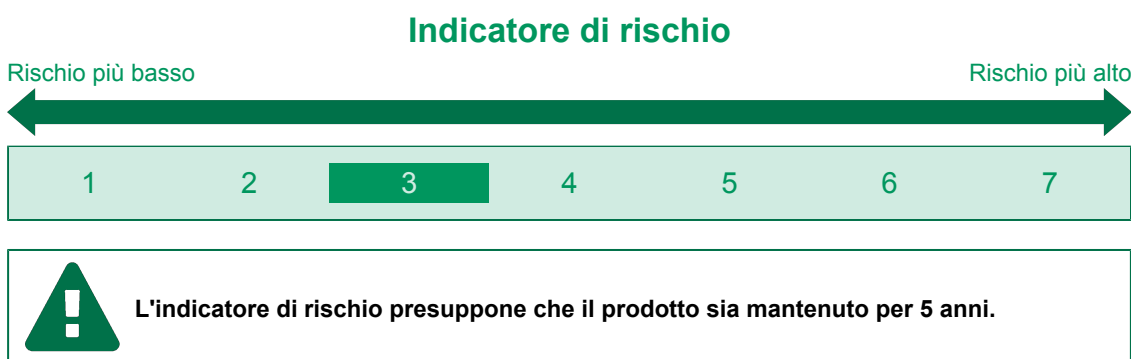 Indicatore di rischio
Rischio più basso Rischio più alto
1 2 3 4 5 6 7
L'indicatore di rischio presuppone che il prodotto sia mantenuto per 5 anni.